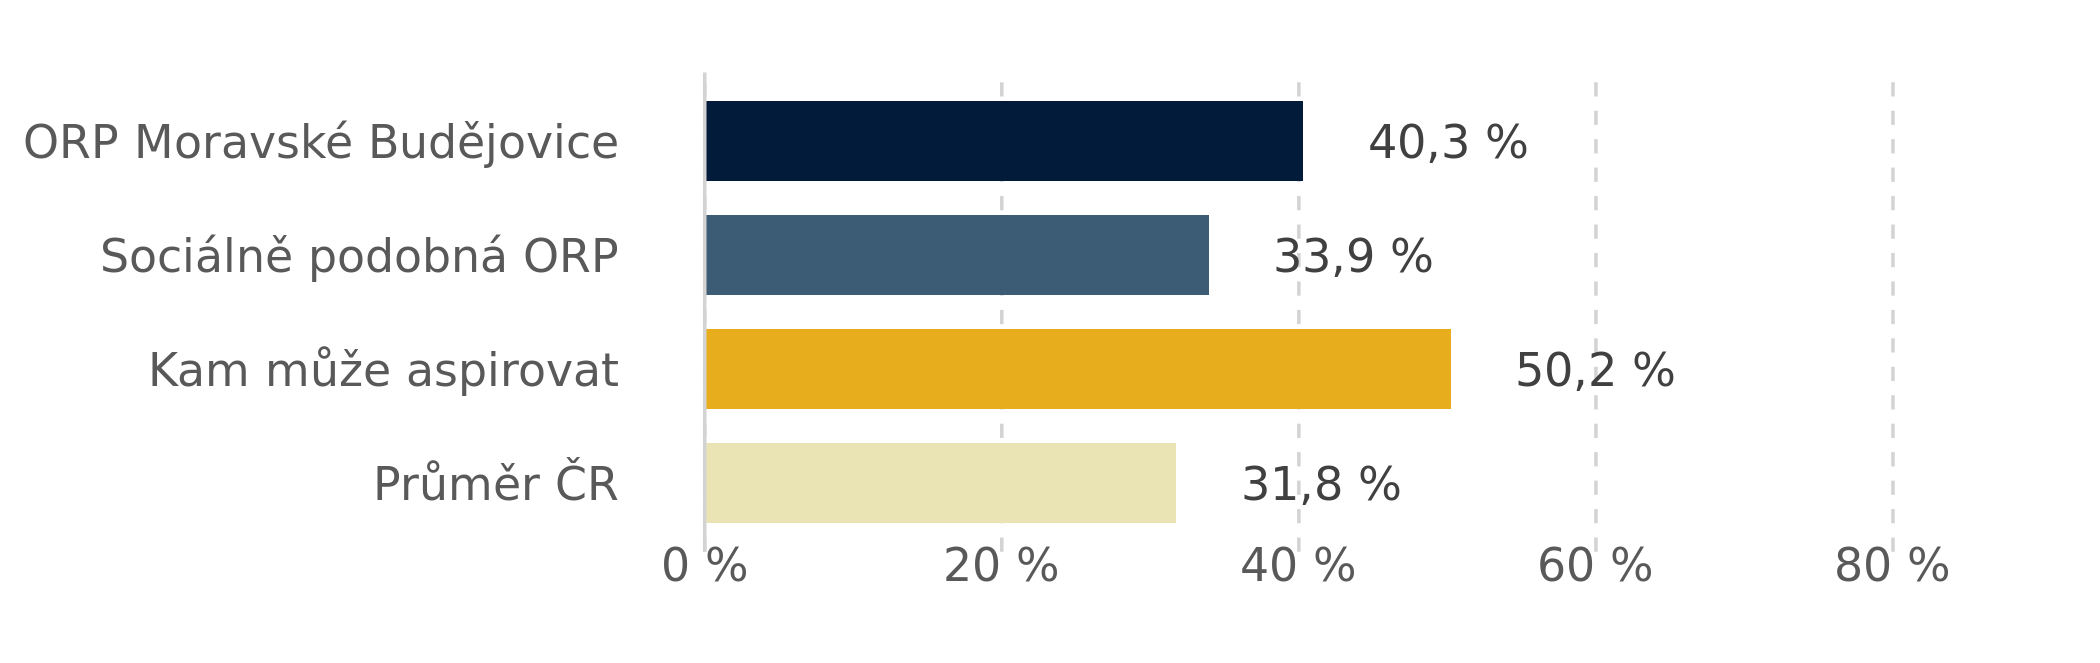 ORP Moravské Budějovice 40,3 %
Sociálně podobná ORP 33,9 %
Kam může aspirovat 50,2 %
Průměr ČR 31,8 %
0 % 20 % 40 % 60 % 80 %